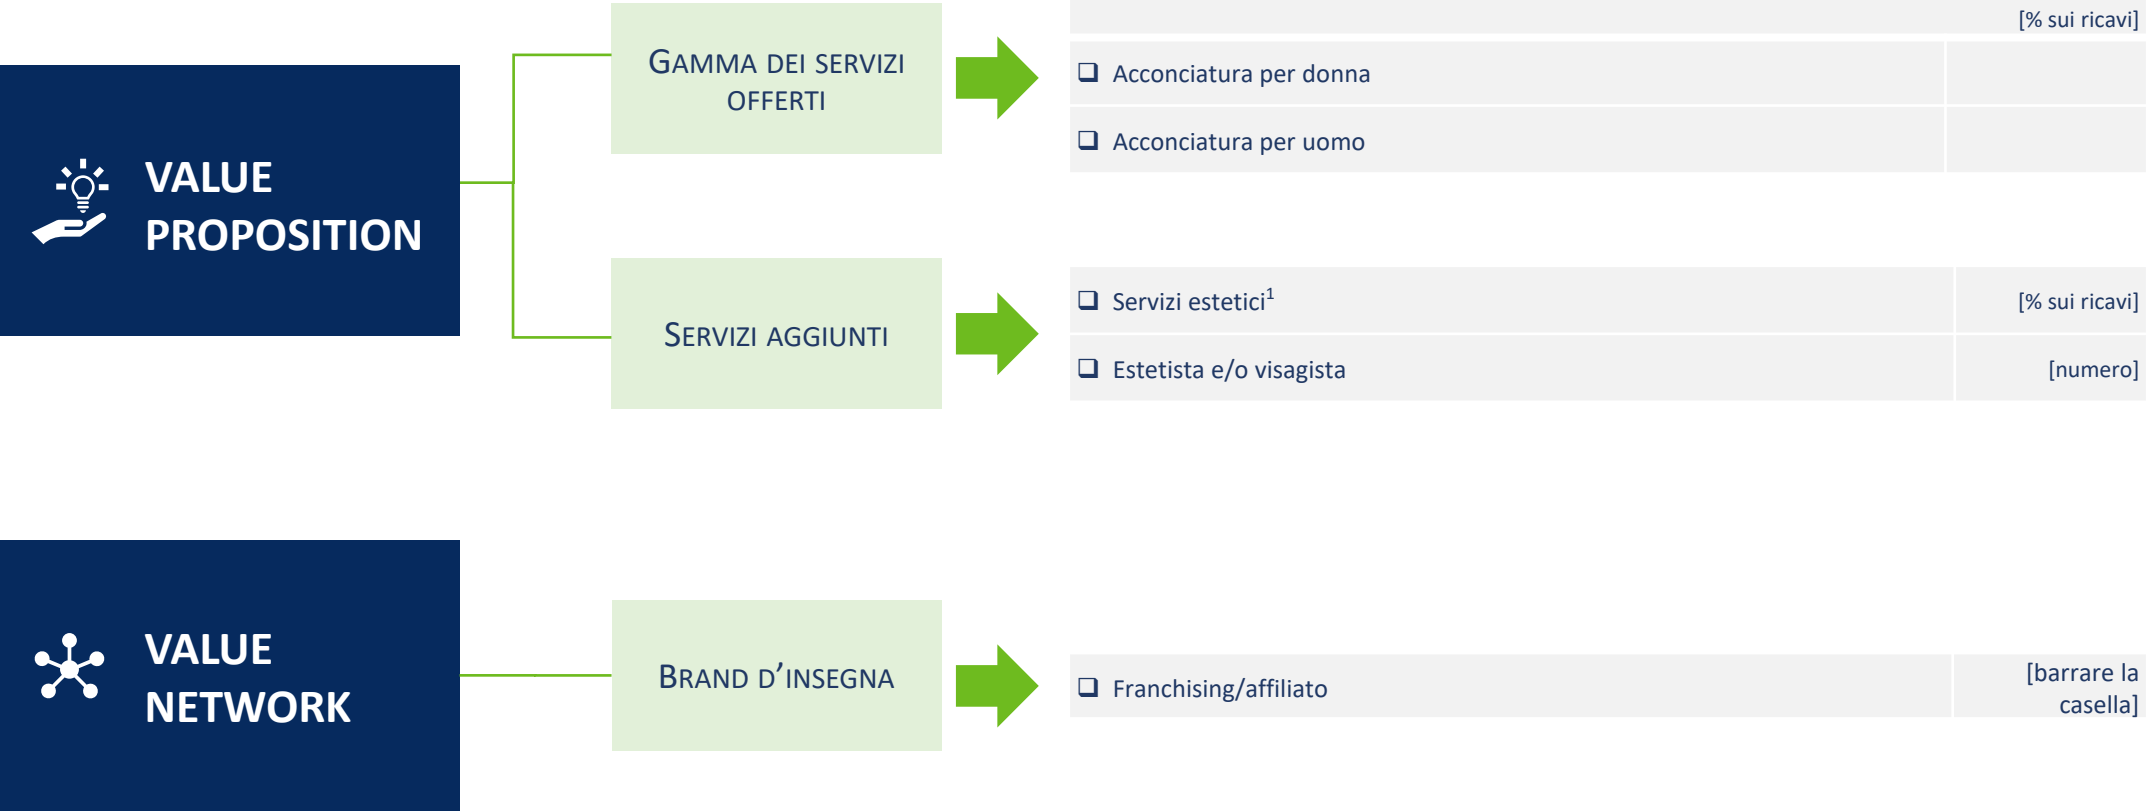 VALUE
PROPOSITION
GAMMA DEI SERVIZI
OFFERTI
[% sui ricavi]
❑ Acconciatura per donna
❑ Acconciatura per uomo
SERVIZI AGGIUNTI
❑ Servizi estetici¹ [% sui ricavi]
❑ Estetista e/o visagista [numero]
VALUE
NETWORK
BRAND D'INSEGNA
❑ Franchising/affiliato
[barrare la
casella]